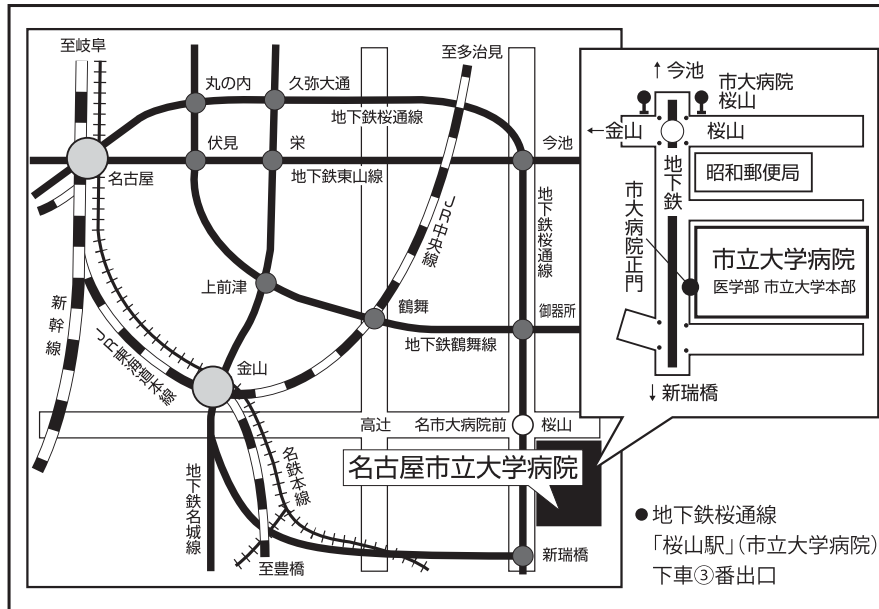 至岐阜
至多治見
丸の内
久弥大通
地下鉄桜通線
伏見
栄
今池
名古屋
地下鉄東山線
JR中央線
地下鉄桜通線
上前津
鶴舞
御器所
地下鉄鶴舞線
新幹線
JR東海道本線
金山
高辻
名市大病院前
桜山
名古屋市立大学病院
地下鉄名城線
名鉄本線
至豊橋
新瑞橋
↑今池
市大病院
桜山
←金山
桜山
地下鉄
昭和郵便局
市大病院正門
市立大学病院
医学部 市立大学本部
↓新瑞橋
●地下鉄桜通線
「桜山駅」(市立大学病院)
下車③番出口